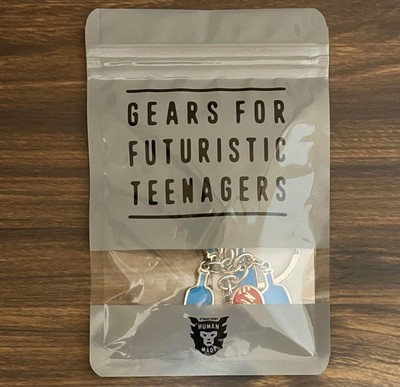 GEARS FOR
FUTURISTIC
TEENAGERS
HUMAN
MADE